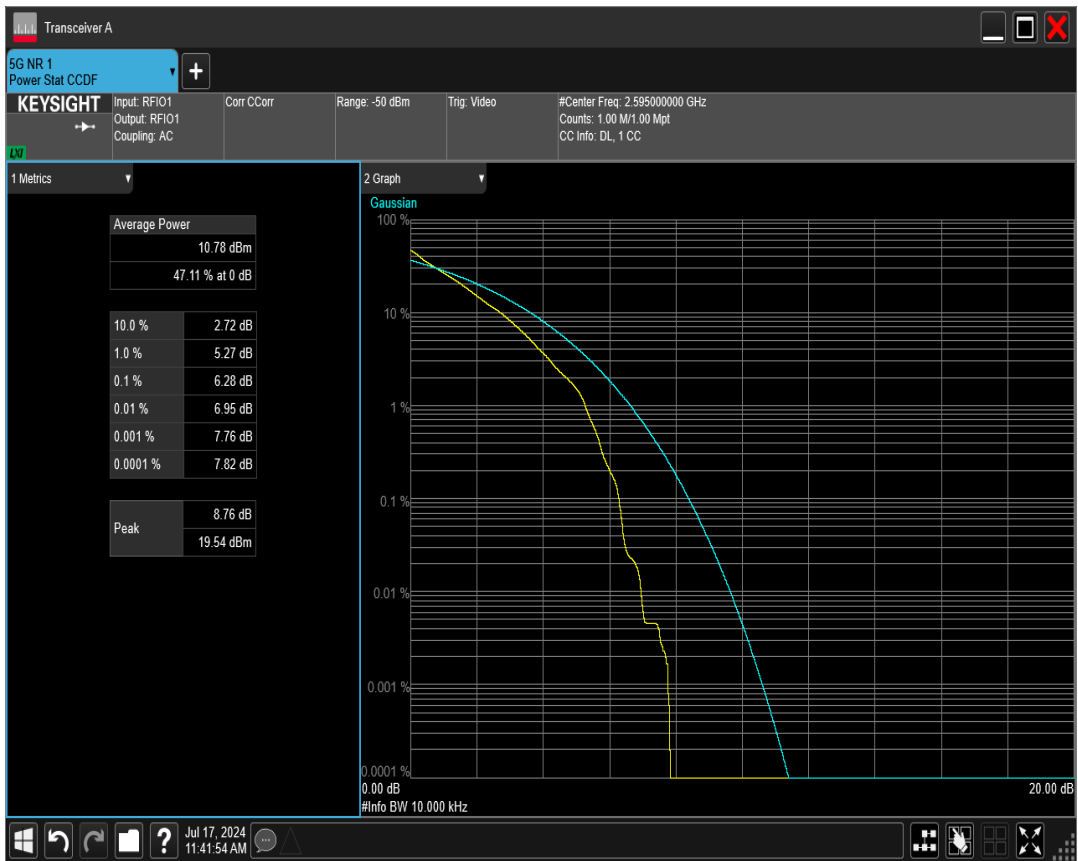 Transceiver A
5G NR 1
Power Stat CCDF
+
KEYSIGHT
LXI
Input: RFIO1
Output: RFIO1
Coupling: AC
Corr CCorr
Range: -50 dBm
Trig: Video
#Center Freq: 2.595000000 GHz
Counts: 1.00 M/1.00 Mpt
CC Info: DL, 1 CC
1 Metrics
Average Power
10.78 dBm
47.11 % at 0 dB
10.0 % 2.72 dB
1.0 % 5.27 dB
0.1 % 6.28 dB
0.01 % 6.95 dB
0.001 % 7.76 dB
0.0001 % 7.82 dB
Peak
8.76 dB
19.54 dBm
2 Graph
Gaussian
100 %
10 %
1 %
0.1 %
0.01 %
0.001 %
0.0001 %
0.00 dB 20.00 dB
#Info BW 10.000 kHz
?
Jul 17, 2024
11:41:54 AM